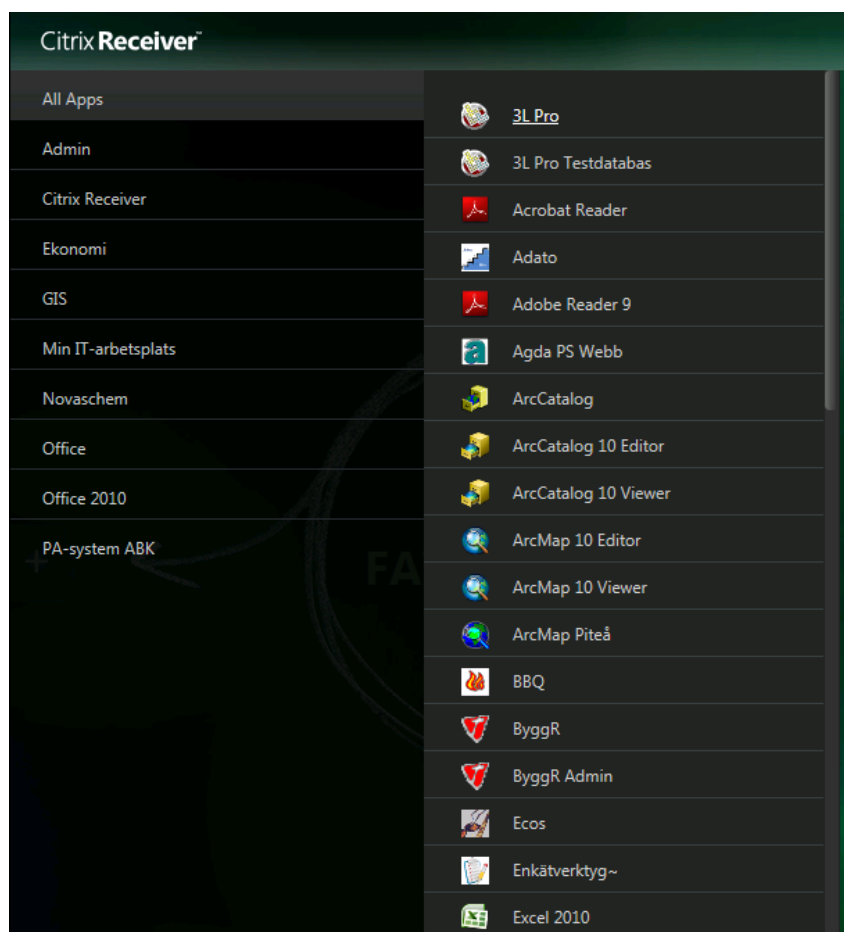 Citrix Receiver™
All Apps
Admin
Citrix Receiver
Ekonomi
GIS
Min IT-arbetsplats
Novaschem
Office
Office 2010
PA-system ABK
FA
3L Pro
3L Pro Testdatabas
Acrobat Reader
Adato
Adobe Reader 9
Agda PS Webb
ArcCatalog
ArcCatalog 10 Editor
ArcCatalog 10 Viewer
ArcMap 10 Editor
ArcMap 10 Viewer
ArcMap Piteå
BBQ
ByggR
ByggR Admin
Ecos
Enkätverktyg~
Excel 2010